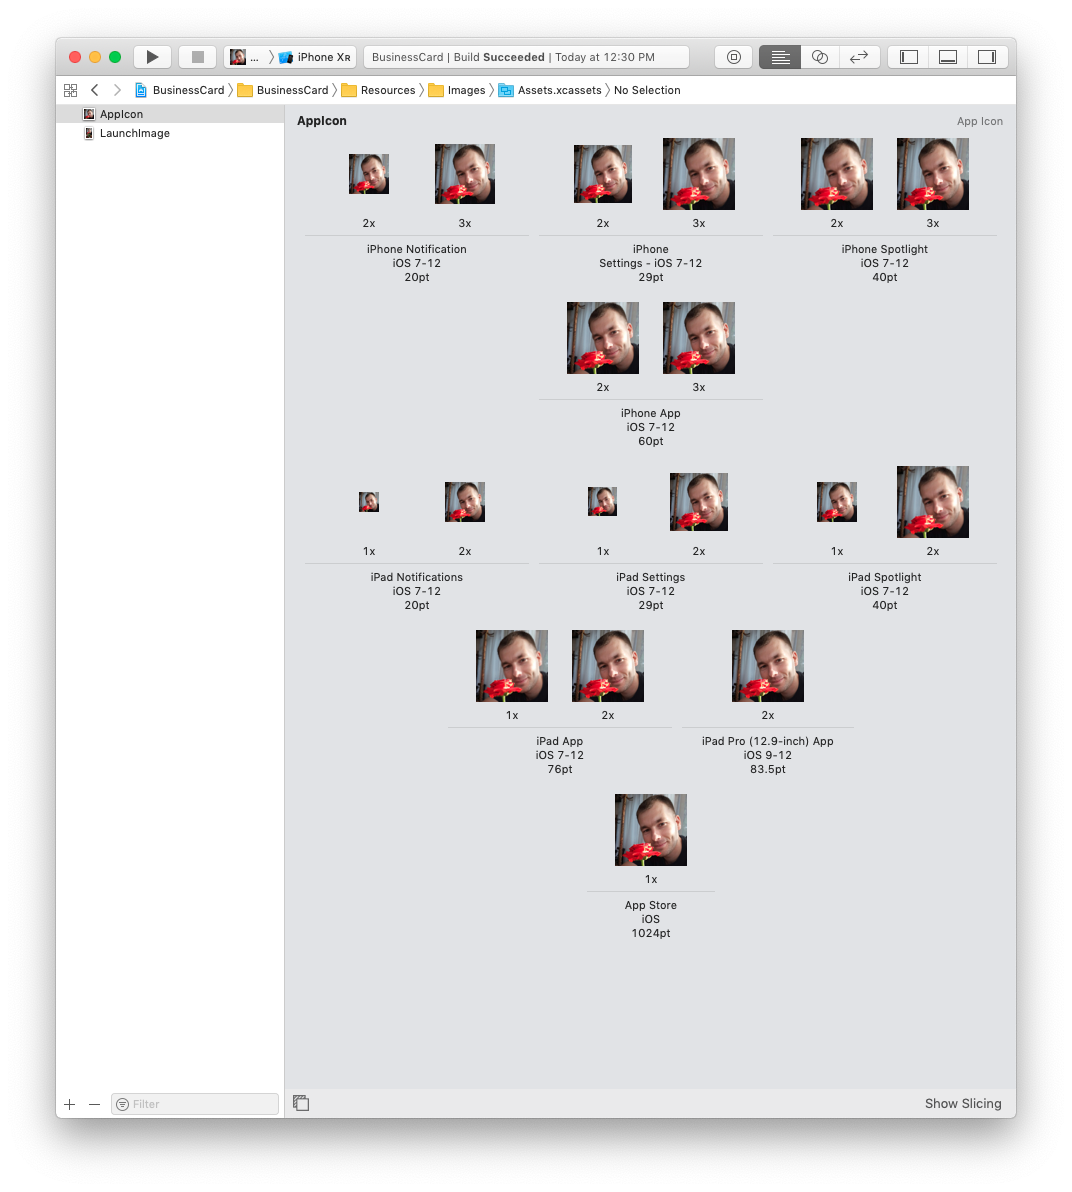 ... iPhone XR
BusinessCard | Build Succeeded | Today at 12:30 PM
BusinessCard BusinessCard Resources Images Assets.xcassets No Selection
AppIcon
LaunchImage
AppIcon
App Icon
2x 3x
iPhone Notification
iOS 7-12
20pt
2x 3x
iPhone
Settings - iOS 7-12
29pt
2x 3x
iPhone Spotlight
iOS 7-12
40pt
2x 3x
iPhone App
iOS 7-12
60pt
1x 2x
iPad Notifications
iOS 7-12
20pt
1x 2x
iPad Settings
iOS 7-12
29pt
1x 2x
iPad Spotlight
iOS 7-12
40pt
1x 2x
iPad App
iOS 7-12
76pt
2x
iPad Pro (12.9-inch) App
iOS 9-12
83.5pt
1x
App Store
iOS
1024pt
Filter
Show Slicing